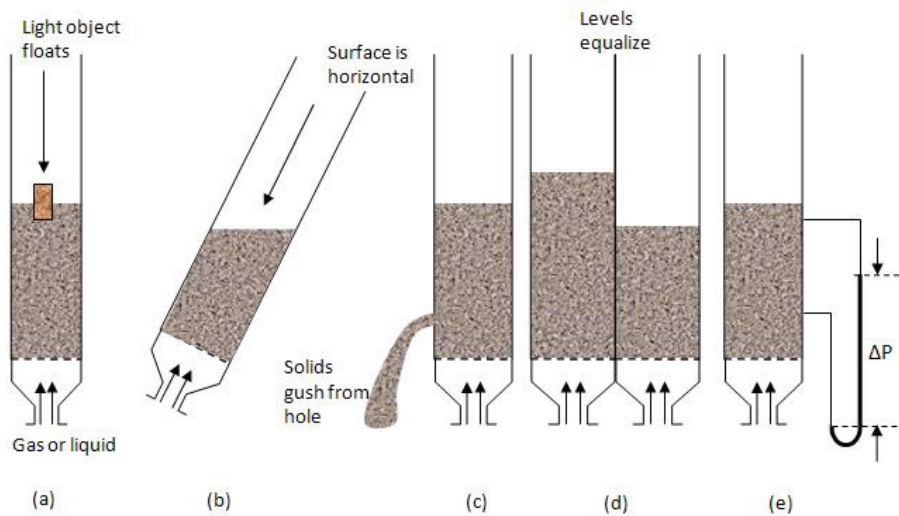 Light object
floats
Surface is
horizontal
Levels
equalize
Solids
gush from
hole
ΔP
Gas or liquid
(a)
(b)
(c)
(d)
(e)